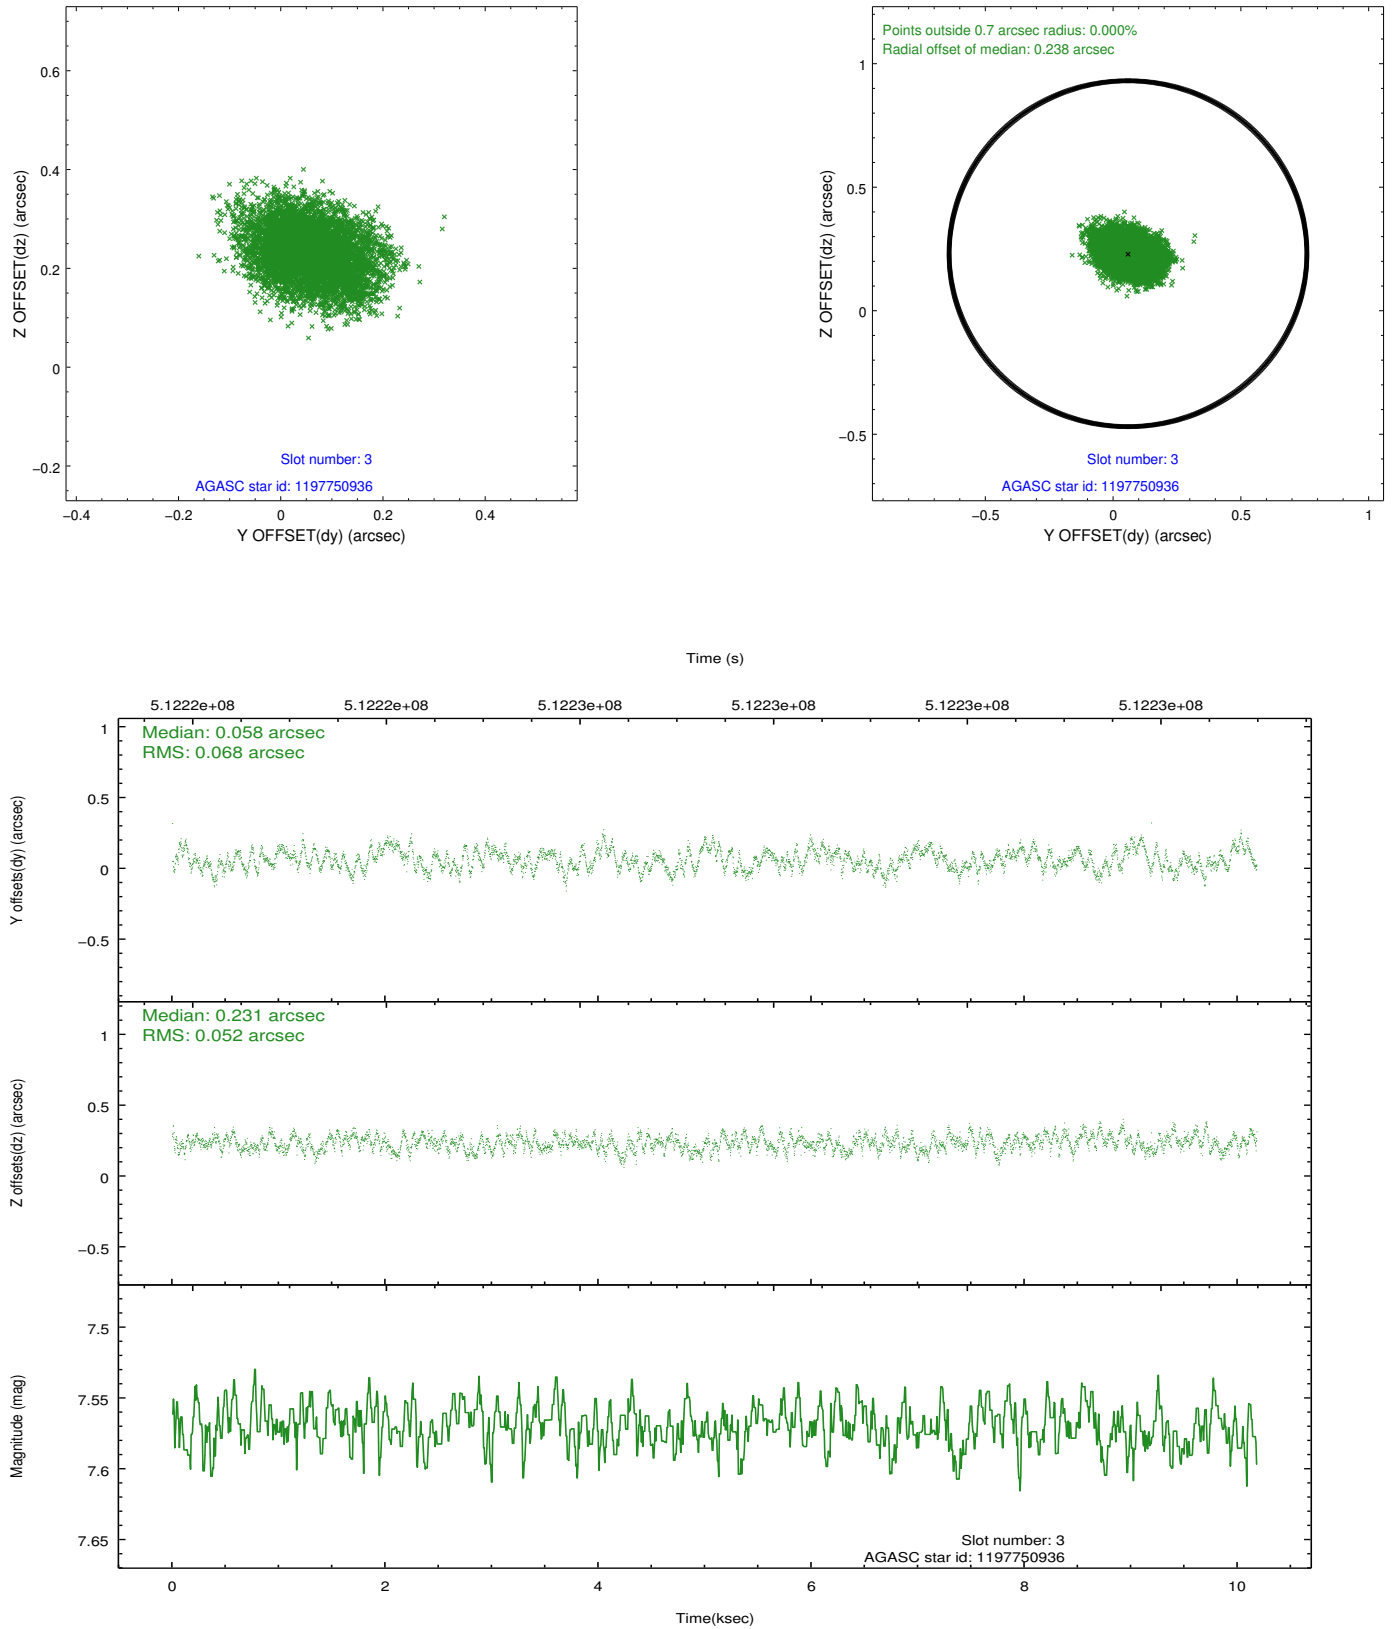 0.6
0.4
0.2
0
−0.2
−0.4
−0.2
0
0.2
0.4
Z OFFSET(dz) (arcsec)
Y OFFSET(dy) (arcsec)
Slot number: 3
AGASC star id: 1197750936
Points outside 0.7 arcsec radius: 0.000%
Radial offset of median: 0.238 arcsec
1
0.5
0
−0.5
−0.5
0
0.5
1
Z OFFSET(dz) (arcsec)
Y OFFSET(dy) (arcsec)
Slot number: 3
AGASC star id: 1197750936
Time (s)
5.1222e+08 5.1222e+08 5.1223e+08 5.1223e+08 5.1223e+08 5.1223e+08
Median: 0.058 arcsec
RMS: 0.068 arcsec
1
0.5
0
−0.5
Y offsets(dy) (arcsec)
Median: 0.231 arcsec
RMS: 0.052 arcsec
1
0.5
0
−0.5
Z offsets(dz) (arcsec)
7.5
7.55
7.6
7.65
Magnitude (mag)
Slot number: 3
AGASC star id: 1197750936
0 2 4 6 8 10
Time(ksec)